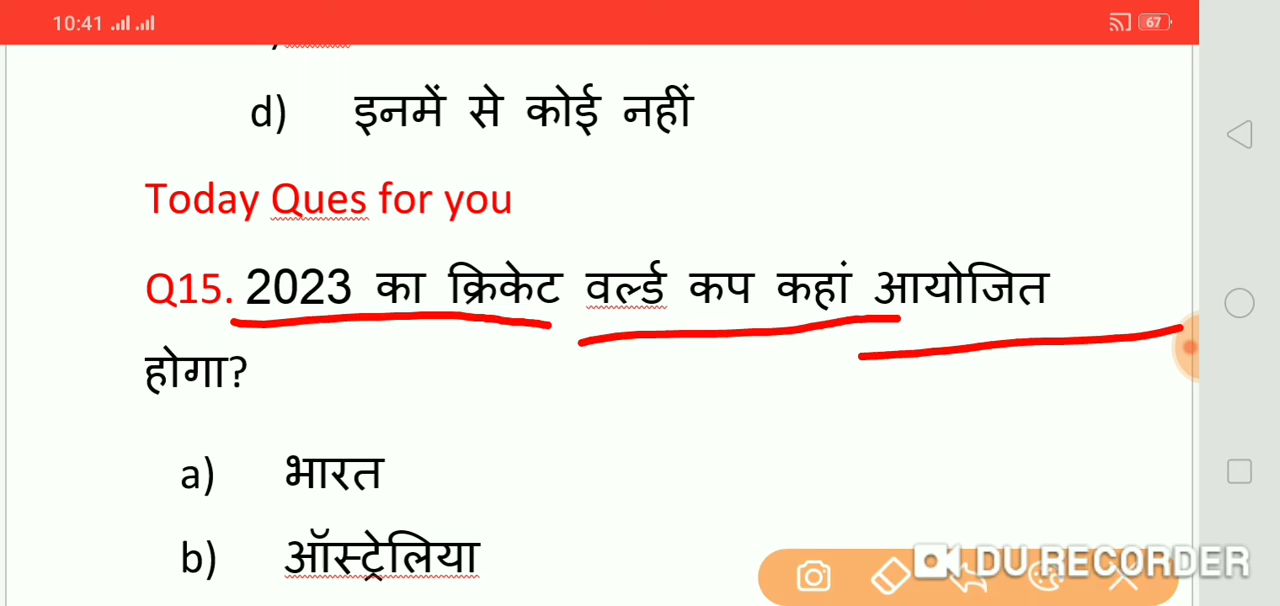 10:41
67
d) इनमें से कोई नहीं
Today Ques for you
Q15. 2023 का क्रिकेट वर्ल्ड कप कहां आयोजित
होगा?
a) भारत
b) ऑस्ट्रेलिया
DU RECORDER